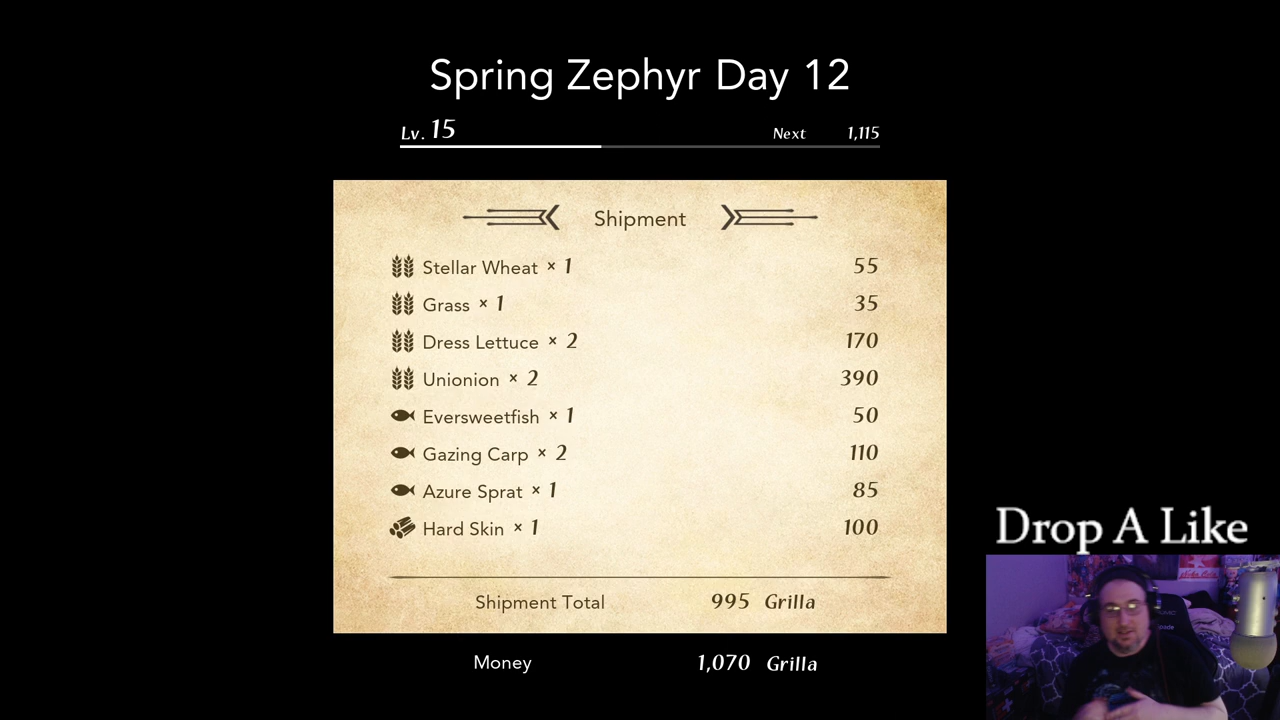 Spring Zephyr Day 12
Lv. 15 Next 1,115
Shipment
Stellar Wheat × 1 55
Grass × 1 35
Dress Lettuce × 2 170
Unionion × 2 390
Eversweetfish × 1 50
Gazing Carp × 2 110
Azure Sprat × 1 85
Hard Skin × 1 100
Shipment Total 995 Grilla
Money 1,070 Grilla
Drop A Like